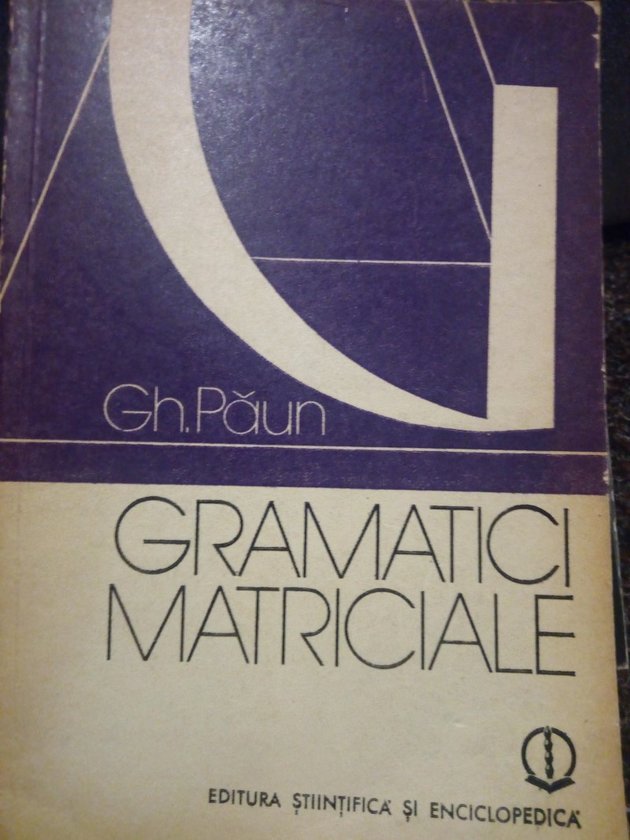 Gh. Păun
GRAMATICI
MATRICIALE
EDITURA ȘTIINȚIFICĂ ȘI ENCICLOPEDICĂ